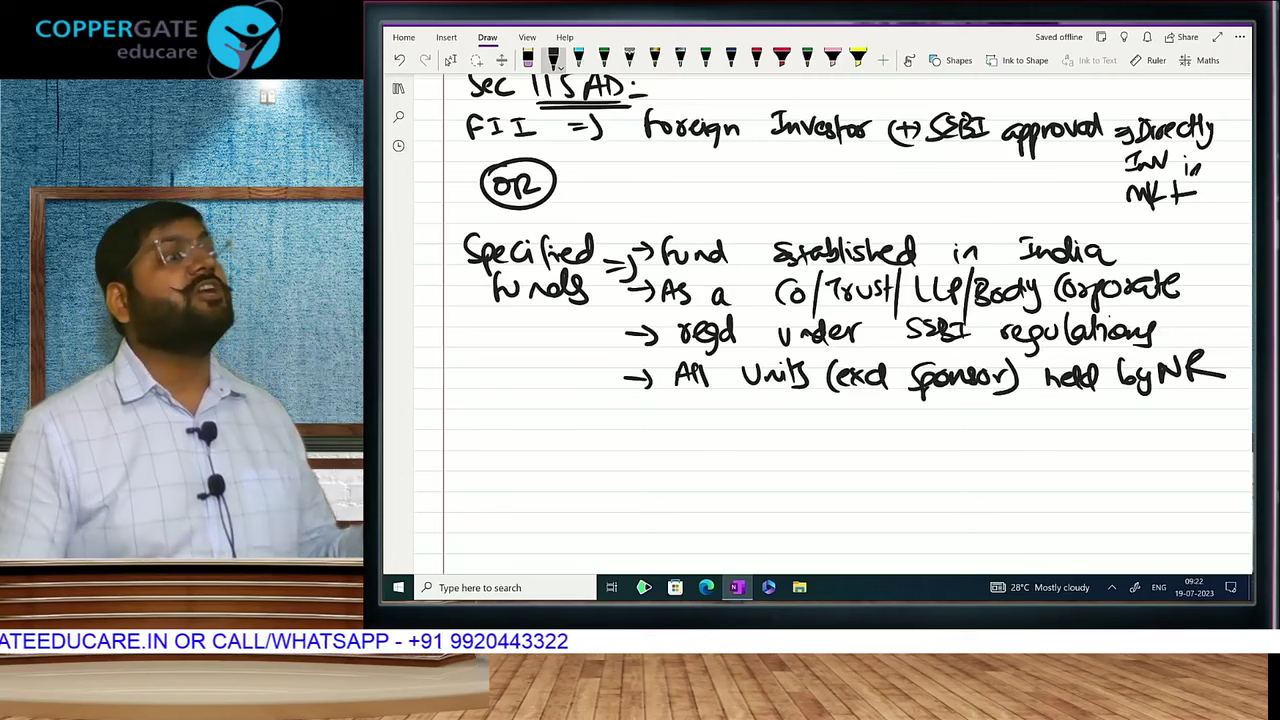 COPPERGATE
educare
Home Insert Draw View Help
Saved offline
Share
Shapes
Ink to Shape
Ink to Text
Ruler
Maths
Sec 115AD:-
FII => Foreign Investor (+) SEBI approved => Directly
Inv in
Mkt
OR
Specified => -> Fund established in India
Funds -> As a Co/Trust/LLP/Body Corporate
-> regd under SEBI regulations
-> All Units (excl Sponsor) held by NR
Type here to search
28°C Mostly cloudy
ENG
09:22
19-07-2023
ATEEDUCARE.IN OR CALL/WHATSAPP - +91 9920443322